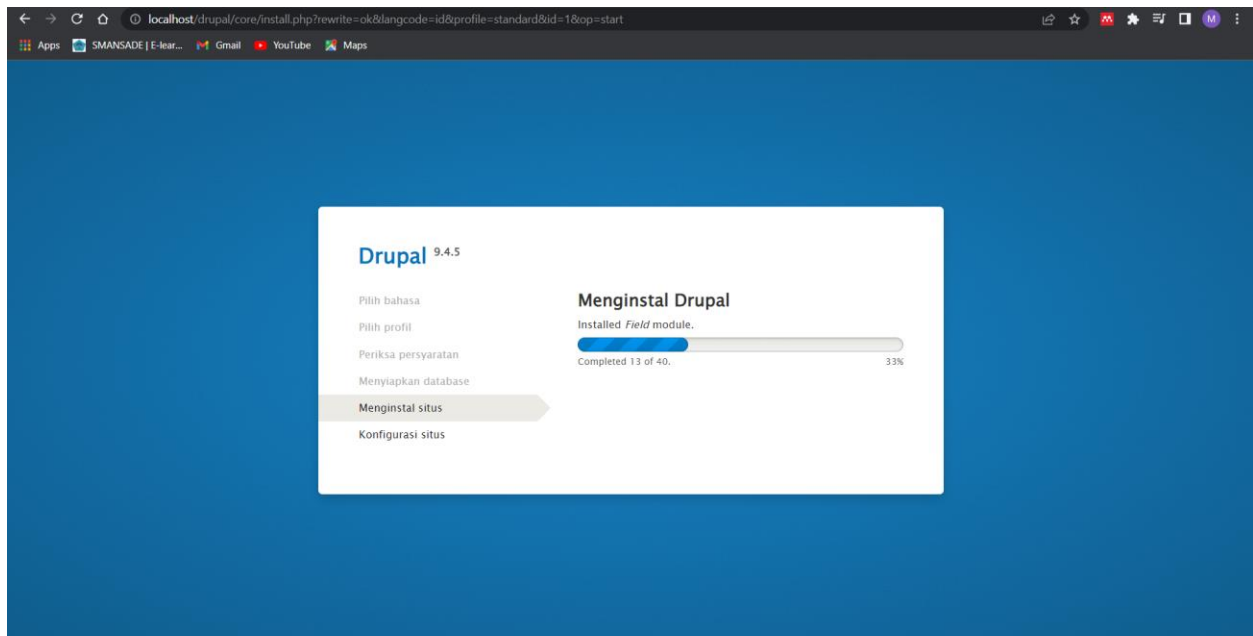 localhost/drupal/core/install.php?rewrite=ok&langcode=id&profile=standard&id=1&op=start
M
Apps SMANSADE | E-lear... Gmail YouTube Maps
Drupal 9.4.5
Pilih bahasa
Pilih profil
Periksa persyaratan
Menyiapkan database
Menginstal situs
Konfigurasi situs
Menginstal Drupal
Installed Field module.
Completed 13 of 40. 33%